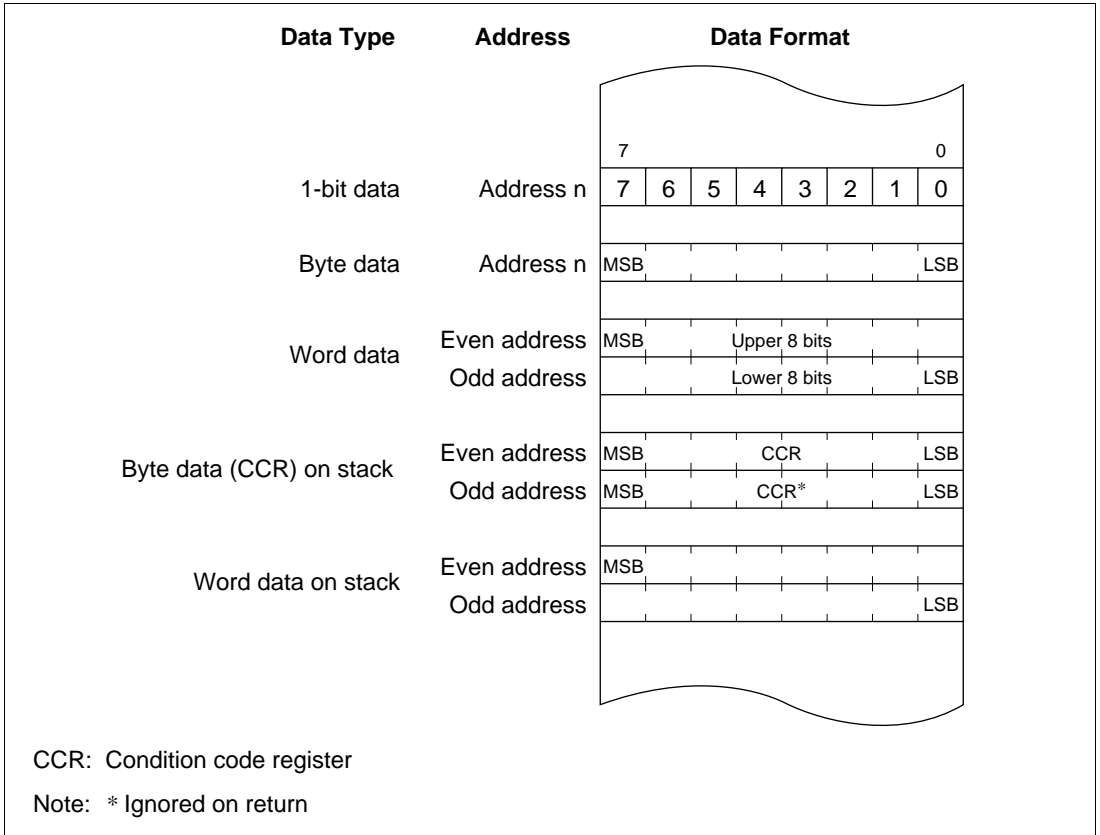 Data Type Address Data Format
7 0
1-bit data Address n 7 6 5 4 3 2 1 0
Byte data Address n MSB LSB
Word data
Even address MSB Upper 8 bits
Odd address Lower 8 bits LSB
Byte data (CCR) on stack
Even address MSB CCR LSB
Odd address MSB CCR* LSB
Word data on stack
Even address MSB
Odd address LSB
CCR: Condition code register
Note: * Ignored on return